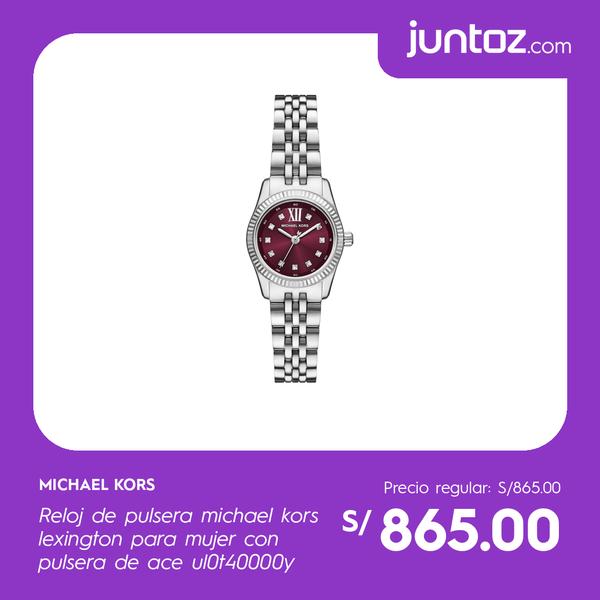 juntoz.com
XII
MICHAEL KORS
MICHAEL KORS
Reloj de pulsera michael kors
lexington para mujer con
pulsera de ace ul0t40000y
Precio regular: S/865.00
S/ 865.00